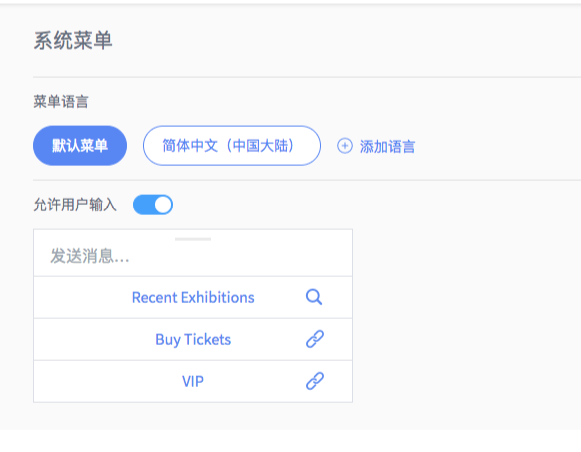 系统菜单
菜单语言
默认菜单 简体中文（中国大陆） 添加语言
允许用户输入
发送消息...
Recent Exhibitions
Buy Tickets
VIP